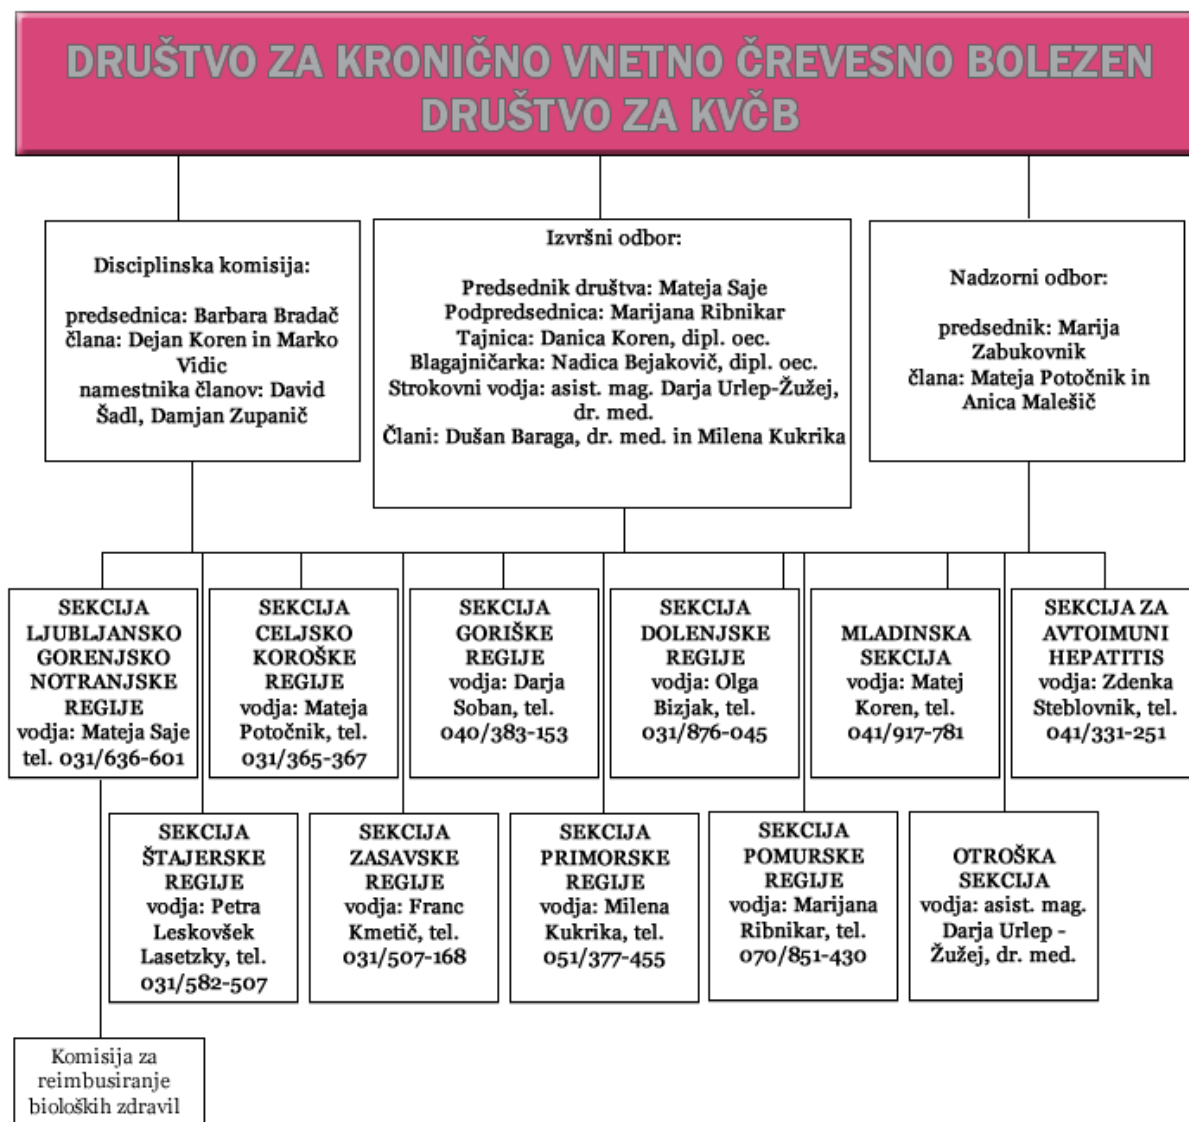 DRUŠTVO ZA KRONIČNO VNETNO ČREVESNO BOLEZEN
DRUŠTVO ZA KVČB
Disciplinska komisija:
predsednica: Barbara Bradač
člana: Dejan Koren in Marko
Vidic
namestnika članov: David
Šadl, Damjan Zupanič
Izvršni odbor:
Predsednik društva: Mateja Saje
Podpredsednica: Marijana Ribnikar
Tajnica: Danica Koren, dipl. oec.
Blagajničarka: Nadica Bejakovič, dipl. oec.
Strokovni vodja: asist. mag. Darja Urlep-Žužej,
dr. med.
Člani: Dušan Baraga, dr. med. in Milena Kukrika
Nadzorni odbor:
predsednik: Marija
Zabukovnik
člana: Mateja Potočnik in
Anica Malešič
SEKCIJA
LJUBLJANSKO
GORENJSKO
NOTRANJSKE
REGIJE
vodja: Mateja Saje
tel. 031/636-601
SEKCIJA
CELJSKO
KOROŠKE
REGIJE
vodja: Mateja
Potočnik, tel.
031/365-367
SEKCIJA
GORIŠKE
REGIJE
vodja: Darja
Soban, tel.
040/383-153
SEKCIJA
DOLENJSKE
REGIJE
vodja: Olga
Bizjak, tel.
031/876-045
MLADINSKA
SEKCIJA
vodja: Matej
Koren, tel.
041/917-781
SEKCIJA ZA
AVTOIMUNI
HEPATITIS
vodja: Zdenka
Steblovnik, tel.
041/331-251
SEKCIJA
ŠTAJERSKE
REGIJE
vodja: Petra
Leskovšek
Lasetzky, tel.
031/582-507
SEKCIJA
ZASAVSKE
REGIJE
vodja: Franc
Kmetič, tel.
031/507-168
SEKCIJA
PRIMORSKE
REGIJE
vodja: Milena
Kukrika, tel.
051/377-455
SEKCIJA
POMURSKE
REGIJE
vodja: Marijana
Ribnikar, tel.
070/851-430
OTROŠKA
SEKCIJA
vodja: asist. mag.
Darja Urlep -
Žužej, dr. med.
Komisija za
reimbusiranje
bioloških zdravil